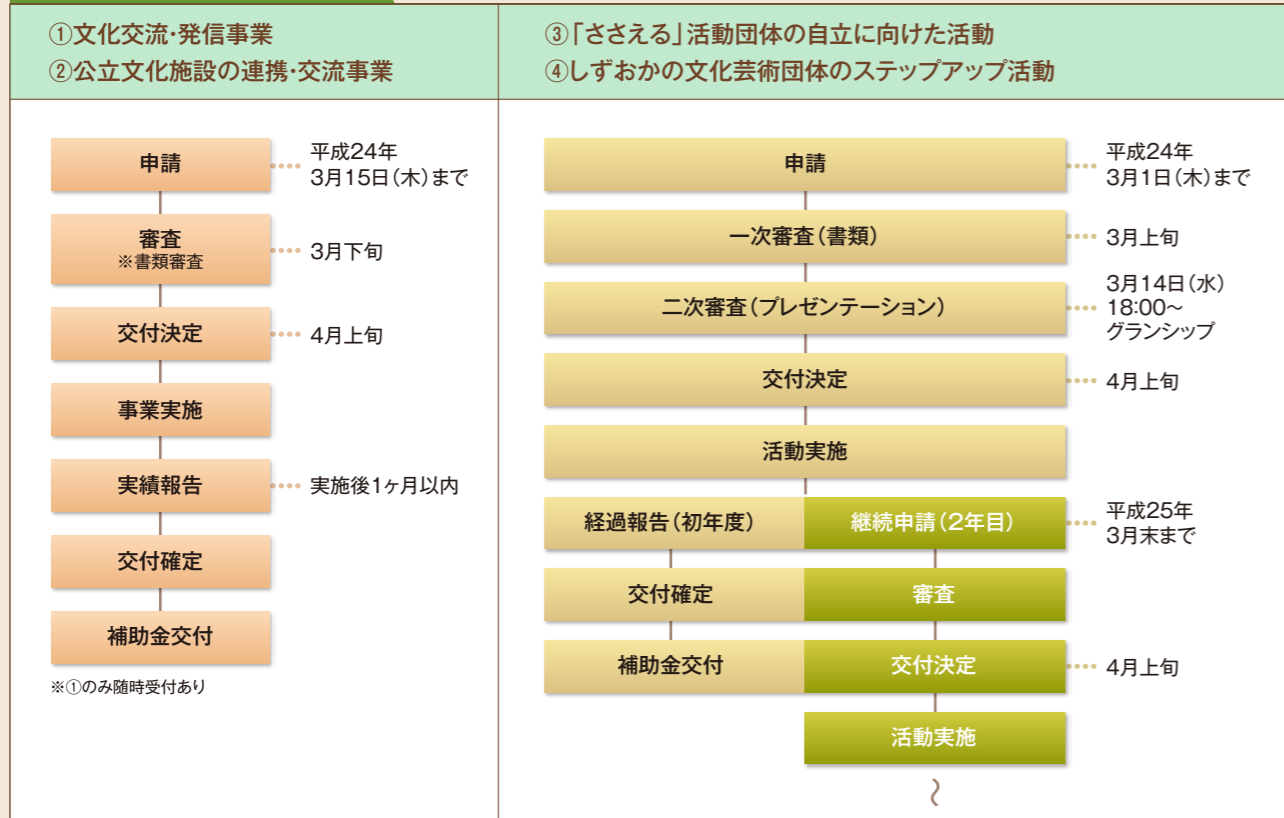 ①文化交流・発信事業
②公立文化施設の連携・交流事業
申請
平成24年
3月15日(木)まで
審査
※書類審査
3月下旬
交付決定
4月上旬
事業実施
実績報告
実施後1ヶ月以内
交付確定
補助金交付
※①のみ随時受付あり
③「ささえる」活動団体の自立に向けた活動
④しずおかの文化芸術団体のステップアップ活動
申請
平成24年
3月1日(木)まで
一次審査(書類)
3月上旬
二次審査(プレゼンテーション)
3月14日(水)
18:00〜
グランシップ
交付決定
4月上旬
活動実施
経過報告(初年度)
継続申請(2年目)
平成25年
3月末まで
交付確定
審査
補助金交付
交付決定
4月上旬
活動実施
〜